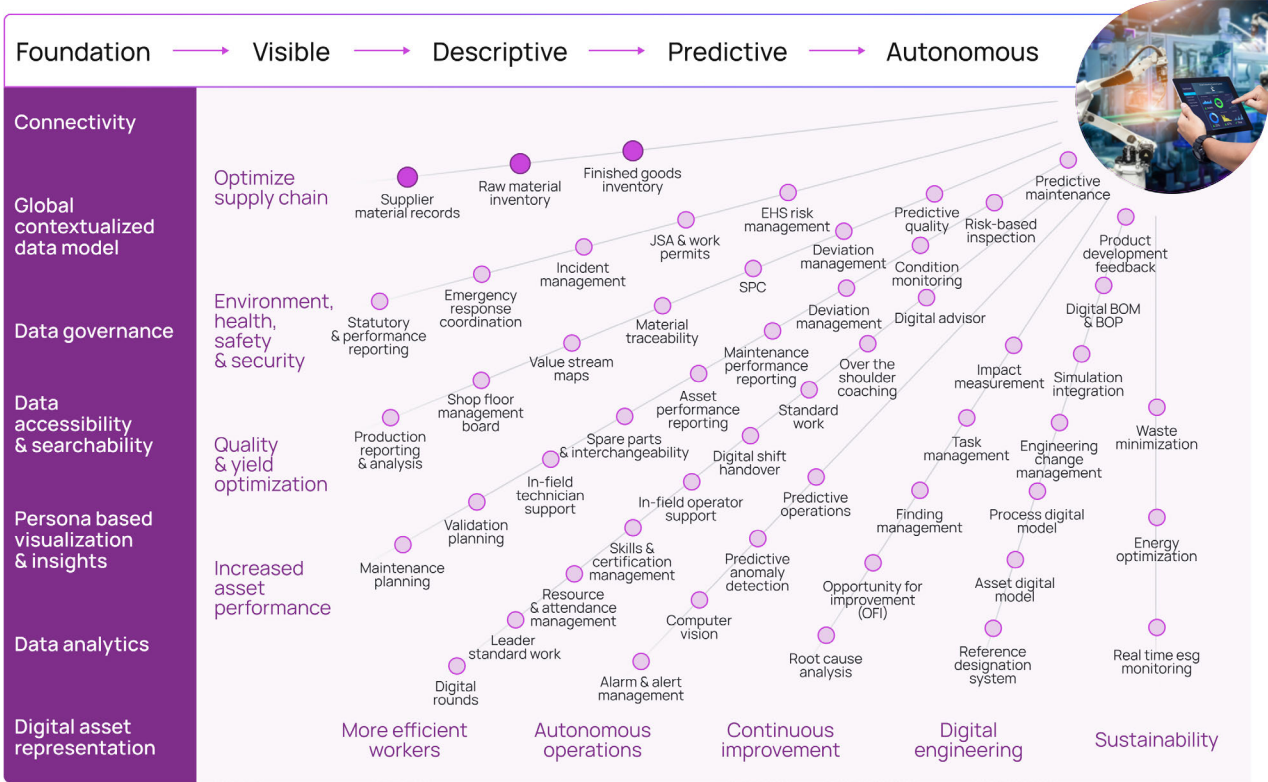 Foundation
Visible
Descriptive
Predictive
Autonomous
Connectivity
Global
contextualized
data model
Data governance
Data
accessibility
& searchability
Persona based
visualization
& insights
Data analytics
Digital asset
representation
Optimize
supply chain
Supplier
material records
Raw material
inventory
Finished goods
inventory
Environment,
health,
safety
& security
Statutory
& performance
reporting
Emergency
response
coordination
Incident
management
JSA & work
permits
EHS risk
management
Quality
& yield
optimization
Production
reporting
& analysis
Shop floor
management
board
Value stream
maps
Material
traceability
SPC
Deviation
management
Predictive
quality
Increased
asset
performance
Maintenance
planning
Validation
planning
In-field
technician
support
Spare parts
& interchangeability
Asset
performance
reporting
Maintenance
performance
reporting
Deviation
management
Condition
monitoring
Risk-based
inspection
Predictive
maintenance
More efficient
workers
Digital
rounds
Leader
standard work
Resource
& attendance
management
Skills &
certification
management
In-field operator
support
Digital shift
handover
Standard
work
Over the
shoulder
coaching
Digital advisor
Autonomous
operations
Alarm & alert
management
Computer
vision
Predictive
anomaly
detection
Predictive
operations
Continuous
improvement
Root cause
analysis
Opportunity for
improvement
(OFI)
Finding
management
Task
management
Impact
measurement
Digital
engineering
Reference
designation
system
Asset digital
model
Process digital
model
Engineering
change
management
Simulation
integration
Digital BOM
& BOP
Product
development
feedback
Sustainability
Real time esg
monitoring
Energy
optimization
Waste
minimization